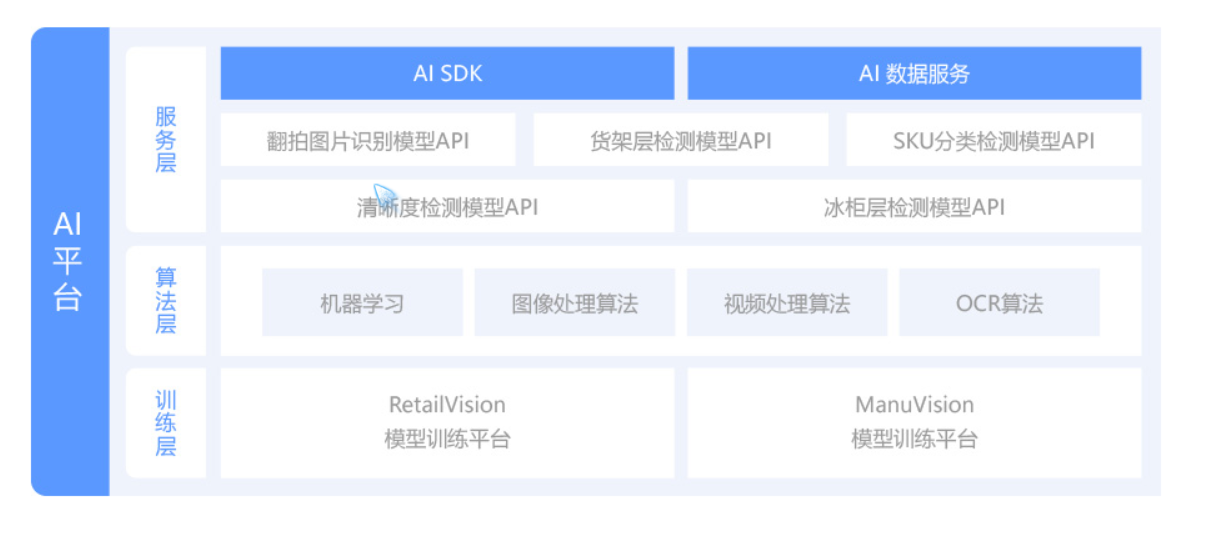 AI平台
服务层
AI SDK
AI 数据服务
翻拍图片识别模型API
货架层检测模型API
SKU分类检测模型API
清晰度检测模型API
冰柜层检测模型API
算法层
机器学习
图像处理算法
视频处理算法
OCR算法
训练层
RetailVision
模型训练平台
ManuVision
模型训练平台